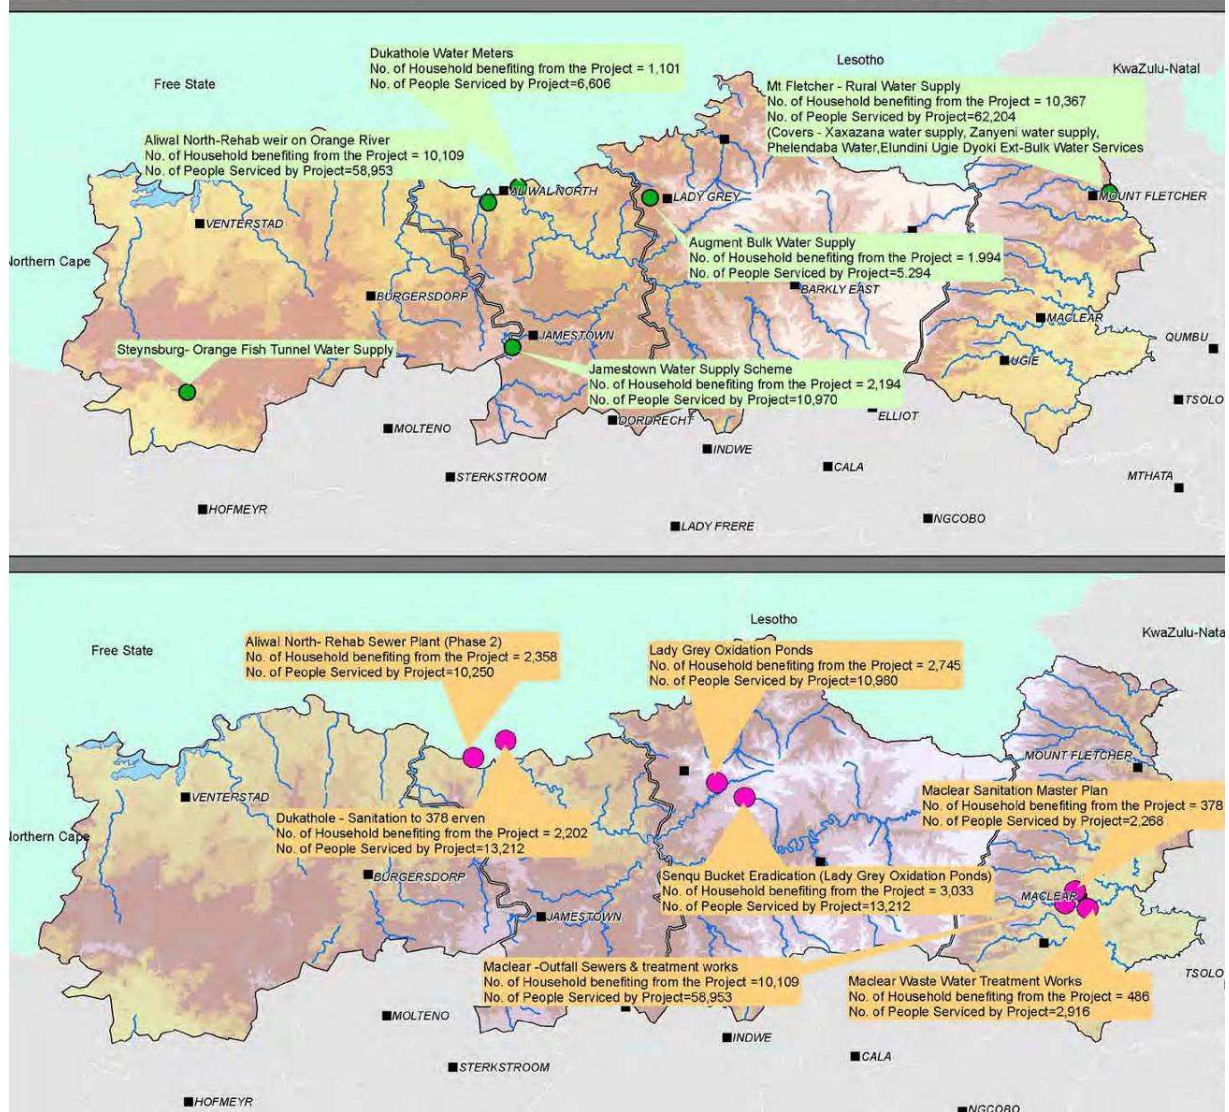 Dukathole Water Meters
No. of Household benefiting from the Project = 1,101
No. of People Serviced by Project=6,606
Free State
Lesotho
KwaZulu-Natal
Mt Fletcher - Rural Water Supply
No. of Household benefiting from the Project = 10,367
No. of People Serviced by Project=62,204
(Covers - Xaxazana water supply, Zanyeni water supply,
Phelendaba Water,Elundini Ugie Dyoki Ext-Bulk Water Services
Aliwal North-Rehab weir on Orange River
No. of Household benefiting from the Project = 10,109
No. of People Serviced by Project=58,953
ALIWAL NORTH
LADY GREY
MOUNT FLETCHER
VENTERSTAD
Augment Bulk Water Supply
No. of Household benefiting from the Project = 1.994
No. of People Serviced by Project=5.294
Northern Cape
BURGERSDORP
BARKLY EAST
MACLEAR
QUMBU
JAMESTOWN
Steynsburg- Orange Fish Tunnel Water Supply
UGIE
Jamestown Water Supply Scheme
No. of Household benefiting from the Project = 2,194
No. of People Serviced by Project=10,970
TSOLO
ELLIOT
DORDRECHT
MOLTENO
INDWE
CALA
STERKSTROOM
MTHATA
HOFMEYR
LADY FRERE
NGCOBO
Lesotho
KwaZulu-Nata
Free State
Aliwal North- Rehab Sewer Plant (Phase 2)
No. of Household benefiting from the Project = 2,358
No. of People Serviced by Project=10,250
Lady Grey Oxidation Ponds
No. of Household benefiting from the Project = 2,745
No. of People Serviced by Project=10,980
MOUNT FLETCHER
VENTERSTAD
Maclear Sanitation Master Plan
No. of Household benefiting from the Project = 378
No. of People Serviced by Project=2,268
Dukathole - Sanitation to 378 erven
No. of Household benefiting from the Project = 2,202
No. of People Serviced by Project=13,212
Northern Cape
BURGERSDORP
Senqu Bucket Eradication (Lady Grey Oxidation Ponds)
No. of Household benefiting from the Project = 3,033
No. of People Serviced by Project=13,212
MACLEAR
JAMESTOWN
Maclear -Outfall Sewers & treatment works
No. of Household benefiting from the Project =10,109
No. of People Serviced by Project=58,953
Maclear Waste Water Treatment Works
No. of Household benefiting from the Project = 486
No. of People Serviced by Project=2,916
TSOLO
MOLTENO
INDWE
CALA
STERKSTROOM
HOFMEYR
NGCOBO